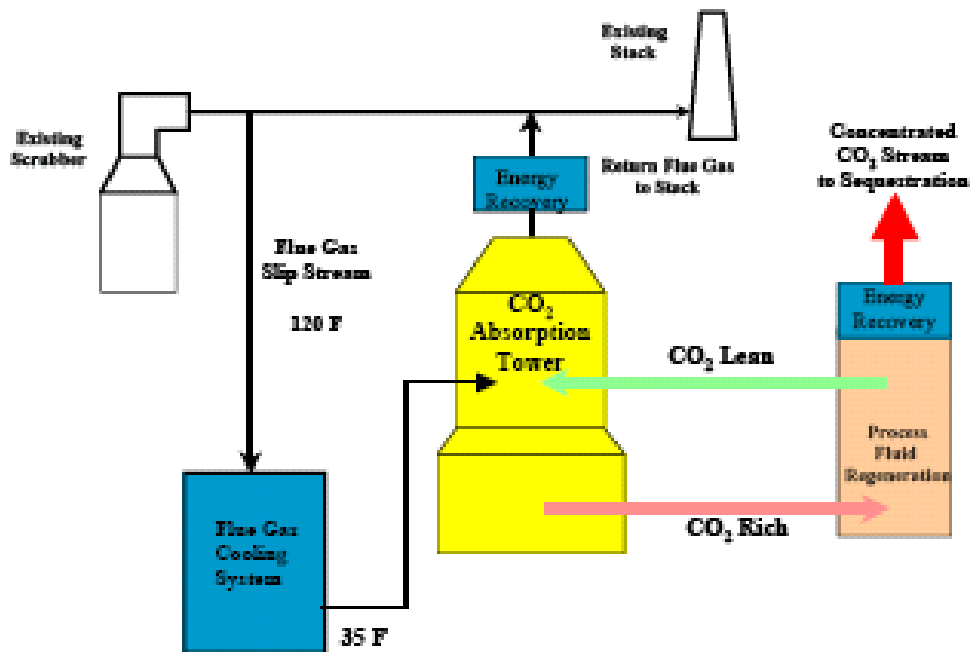 Existing
Stack
Existing
Scrubber
Concentrated
CO₂ Stream
to Sequestration
Energy
Recovery
Return Flue Gas
to Stack
Flue Gas
Slip Stream
120 F
CO₂
Absorption
Tower
Energy
Recovery
CO₂ Lean
Process
Fluid
Regeneration
CO₂ Rich
Flue Gas
Cooling
System
35 F